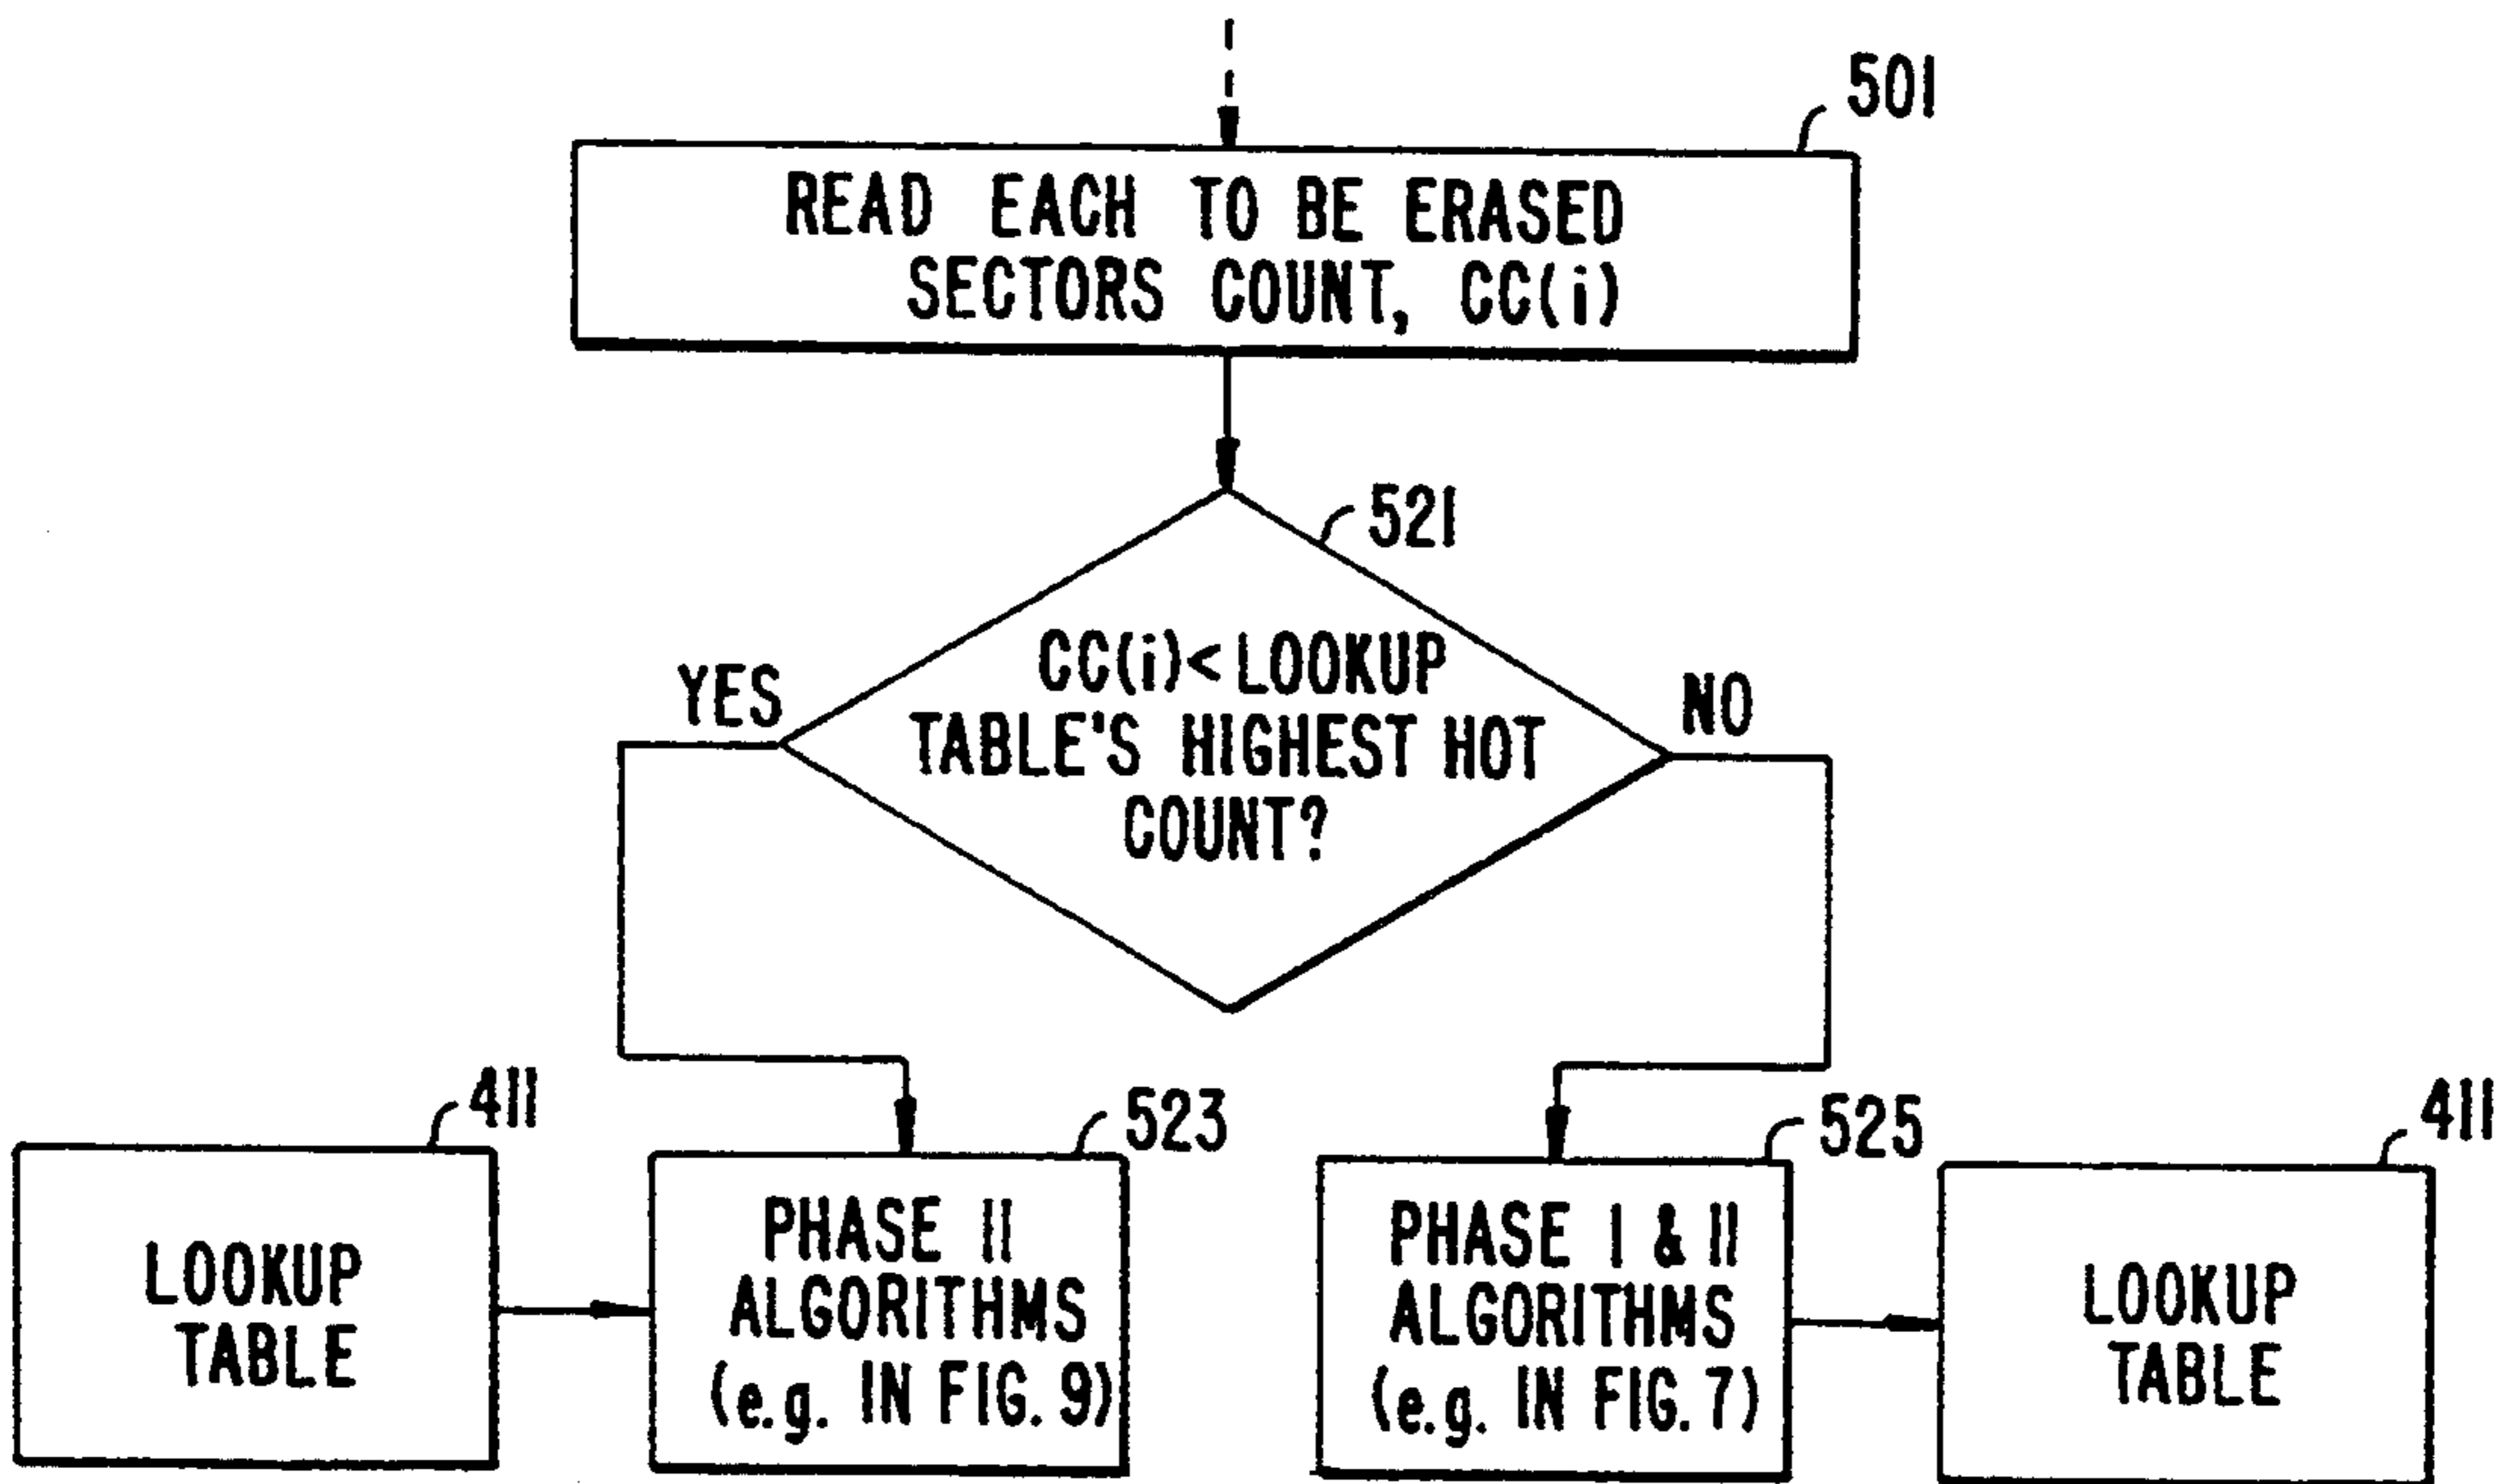 501
READ EACH TO BE ERASED
SECTORS COUNT, CC(i)
521
CC(i)<LOOKUP
TABLE'S HIGHEST HOT
COUNT?
YES
NO
411
LOOKUP
TABLE
523
PHASE II
ALGORITHMS
(e.g. IN FIG. 9)
525
PHASE I & II
ALGORITHMS
(e.g. IN FIG. 7)
411
LOOKUP
TABLE